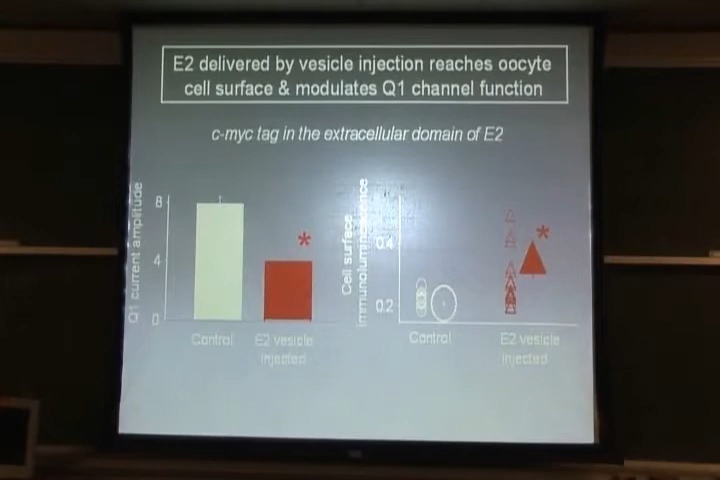 E2 delivered by vesicle injection reaches oocyte
cell surface & modulates Q1 channel function
c-myc tag in the extracellular domain of E2
Q1 current amplitude
8
4
0
Control
E2 vesicle
injected
*
Cell surface
immunoluminescence
0.4
0.2
Control
E2 vesicle
injected
*